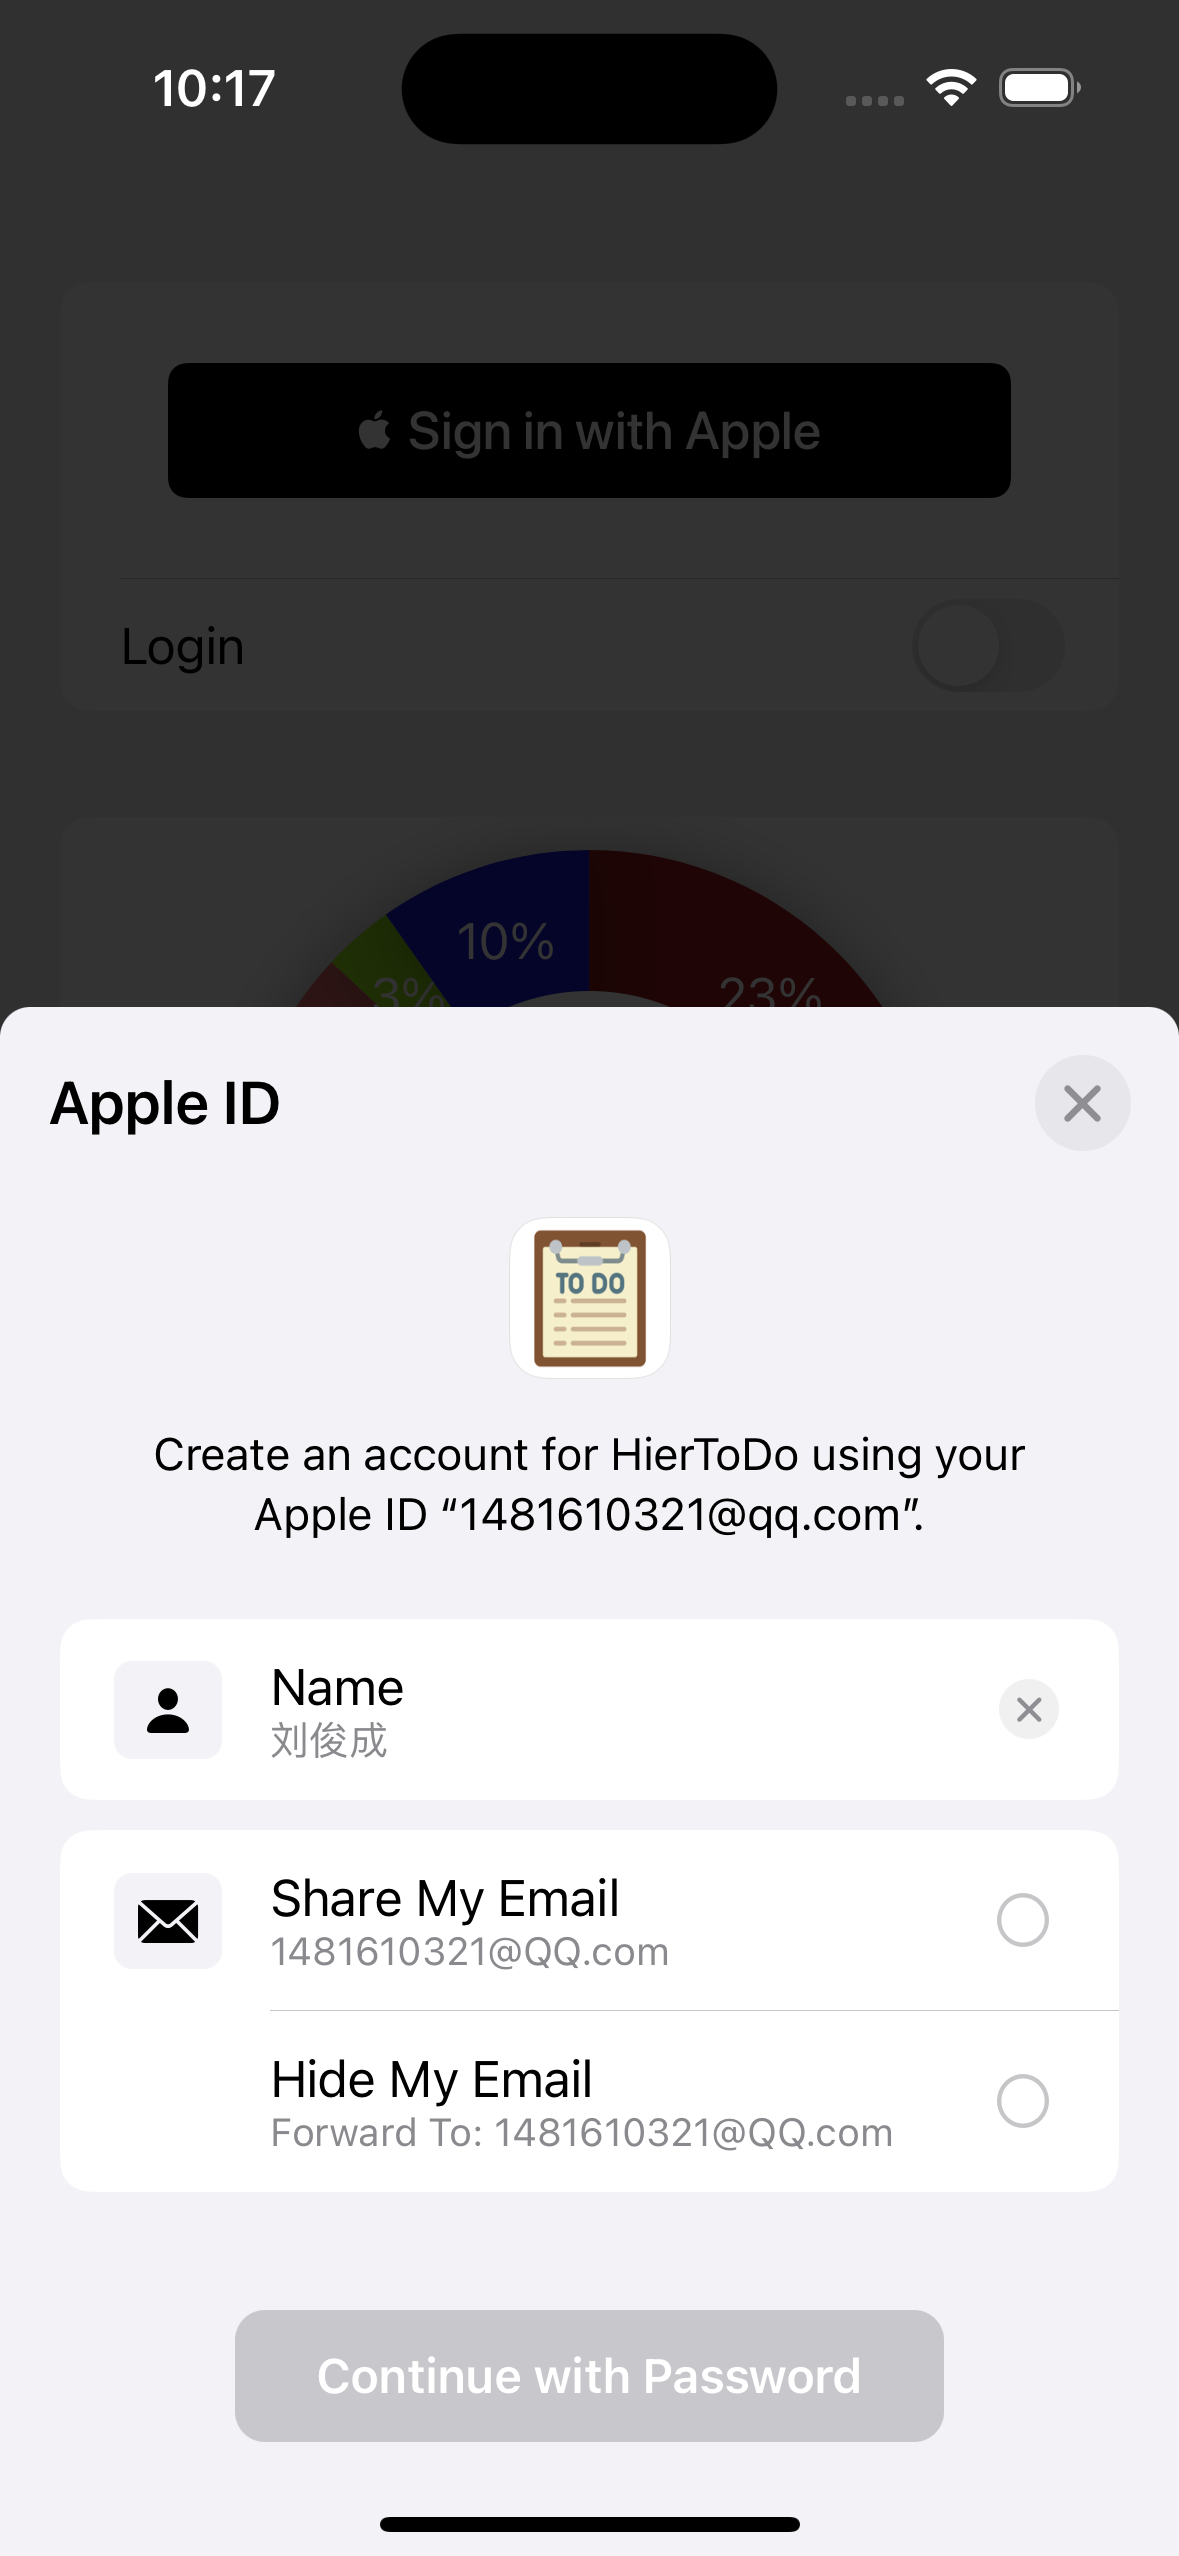 10:17
Sign in with Apple
Login
10%
3%
23%
Apple ID
TO DO
Create an account for HierToDo using your
Apple ID “1481610321@qq.com”.
Name
刘俊成
Share My Email
1481610321@QQ.com
Hide My Email
Forward To: 1481610321@QQ.com
Continue with Password